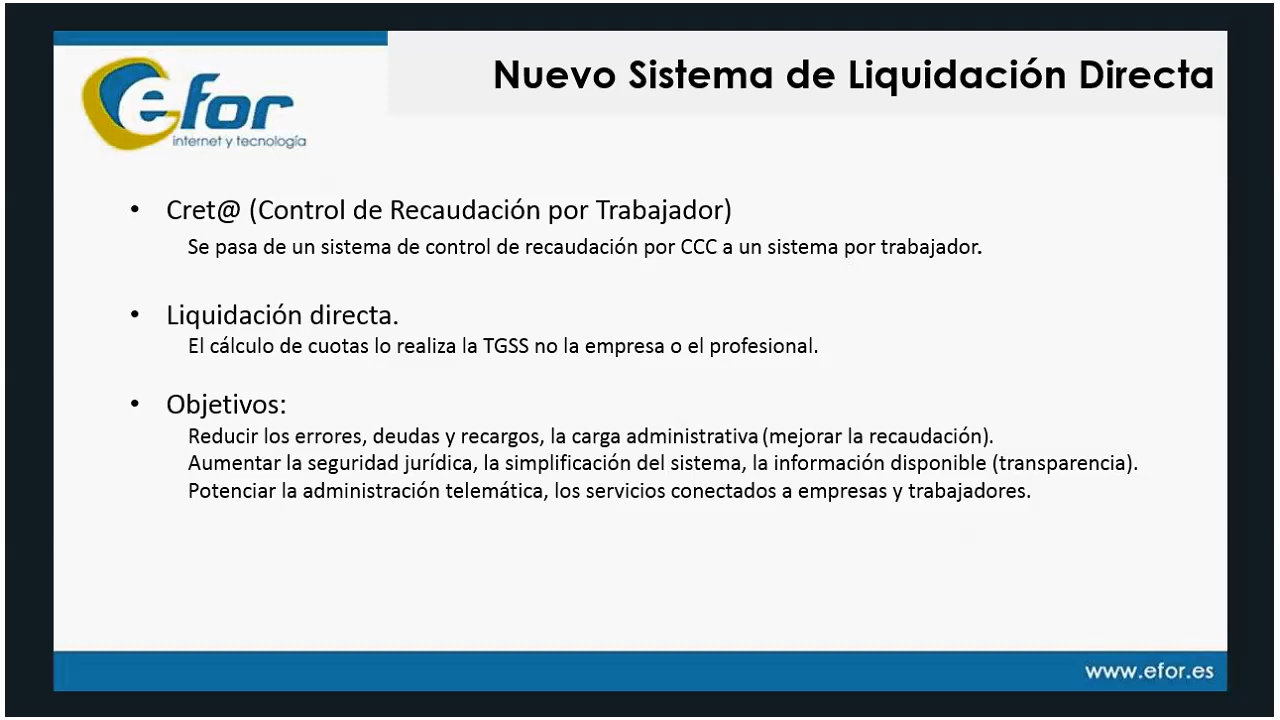 efor
internet y tecnología
Nuevo Sistema de Liquidación Directa
• Cret@ (Control de Recaudación por Trabajador)
Se pasa de un sistema de control de recaudación por CCC a un sistema por trabajador.
• Liquidación directa.
El cálculo de cuotas lo realiza la TGSS no la empresa o el profesional.
• Objetivos:
Reducir los errores, deudas y recargos, la carga administrativa (mejorar la recaudación).
Aumentar la seguridad jurídica, la simplificación del sistema, la información disponible (transparencia).
Potenciar la administración telemática, los servicios conectados a empresas y trabajadores.
www.efor.es